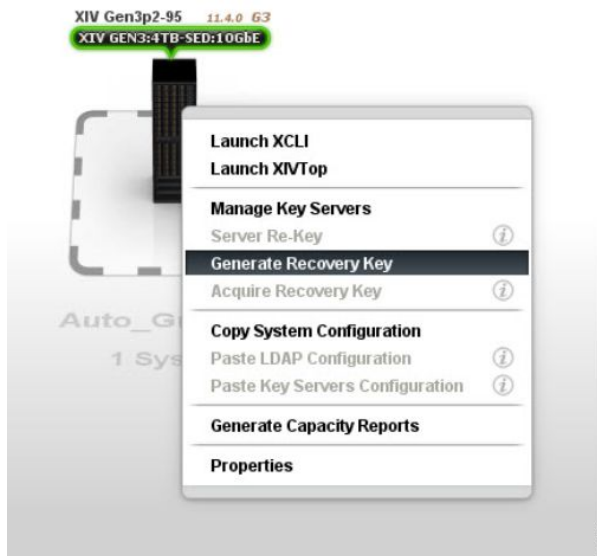 XIV Gen3p2-95 11.4.0 G3
XIV GEN3:4TB-SED:10GbE
Launch XCLI
Launch XIVTop
Manage Key Servers
Server Re-Key
Generate Recovery Key
Acquire Recovery Key
Auto_G
Copy System Configuration
1 Sys
Paste LDAP Configuration
Paste Key Servers Configuration
Generate Capacity Reports
Properties